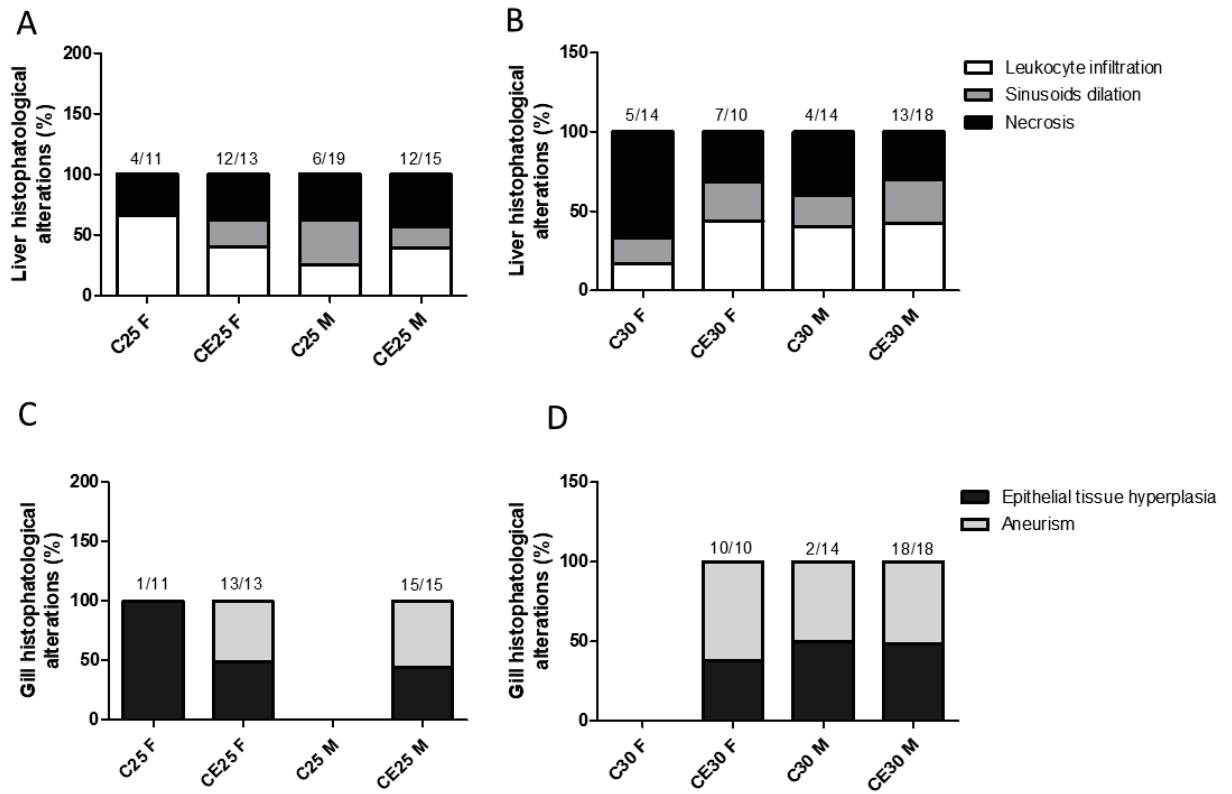 A
Liver histophatological
alterations (%)
200
150
100
50
0
4/11
12/13
6/19
12/15
C25 F
CE25 F
C25 M
CE25 M
B
Liver histophatological
alterations (%)
150
100
50
0
5/14
7/10
4/14
13/18
C30 F
CE30 F
C30 M
CE30 M
Leukocyte infiltration
Sinusoids dilation
Necrosis
C
Gill histophatological
alterations (%)
200
150
100
50
0
1/11
13/13
15/15
C25 F
CE25 F
C25 M
CE25 M
D
Gill histophatological
alterations (%)
150
100
50
0
10/10
2/14
18/18
C30 F
CE30 F
C30 M
CE30 M
Epithelial tissue hyperplasia
Aneurism